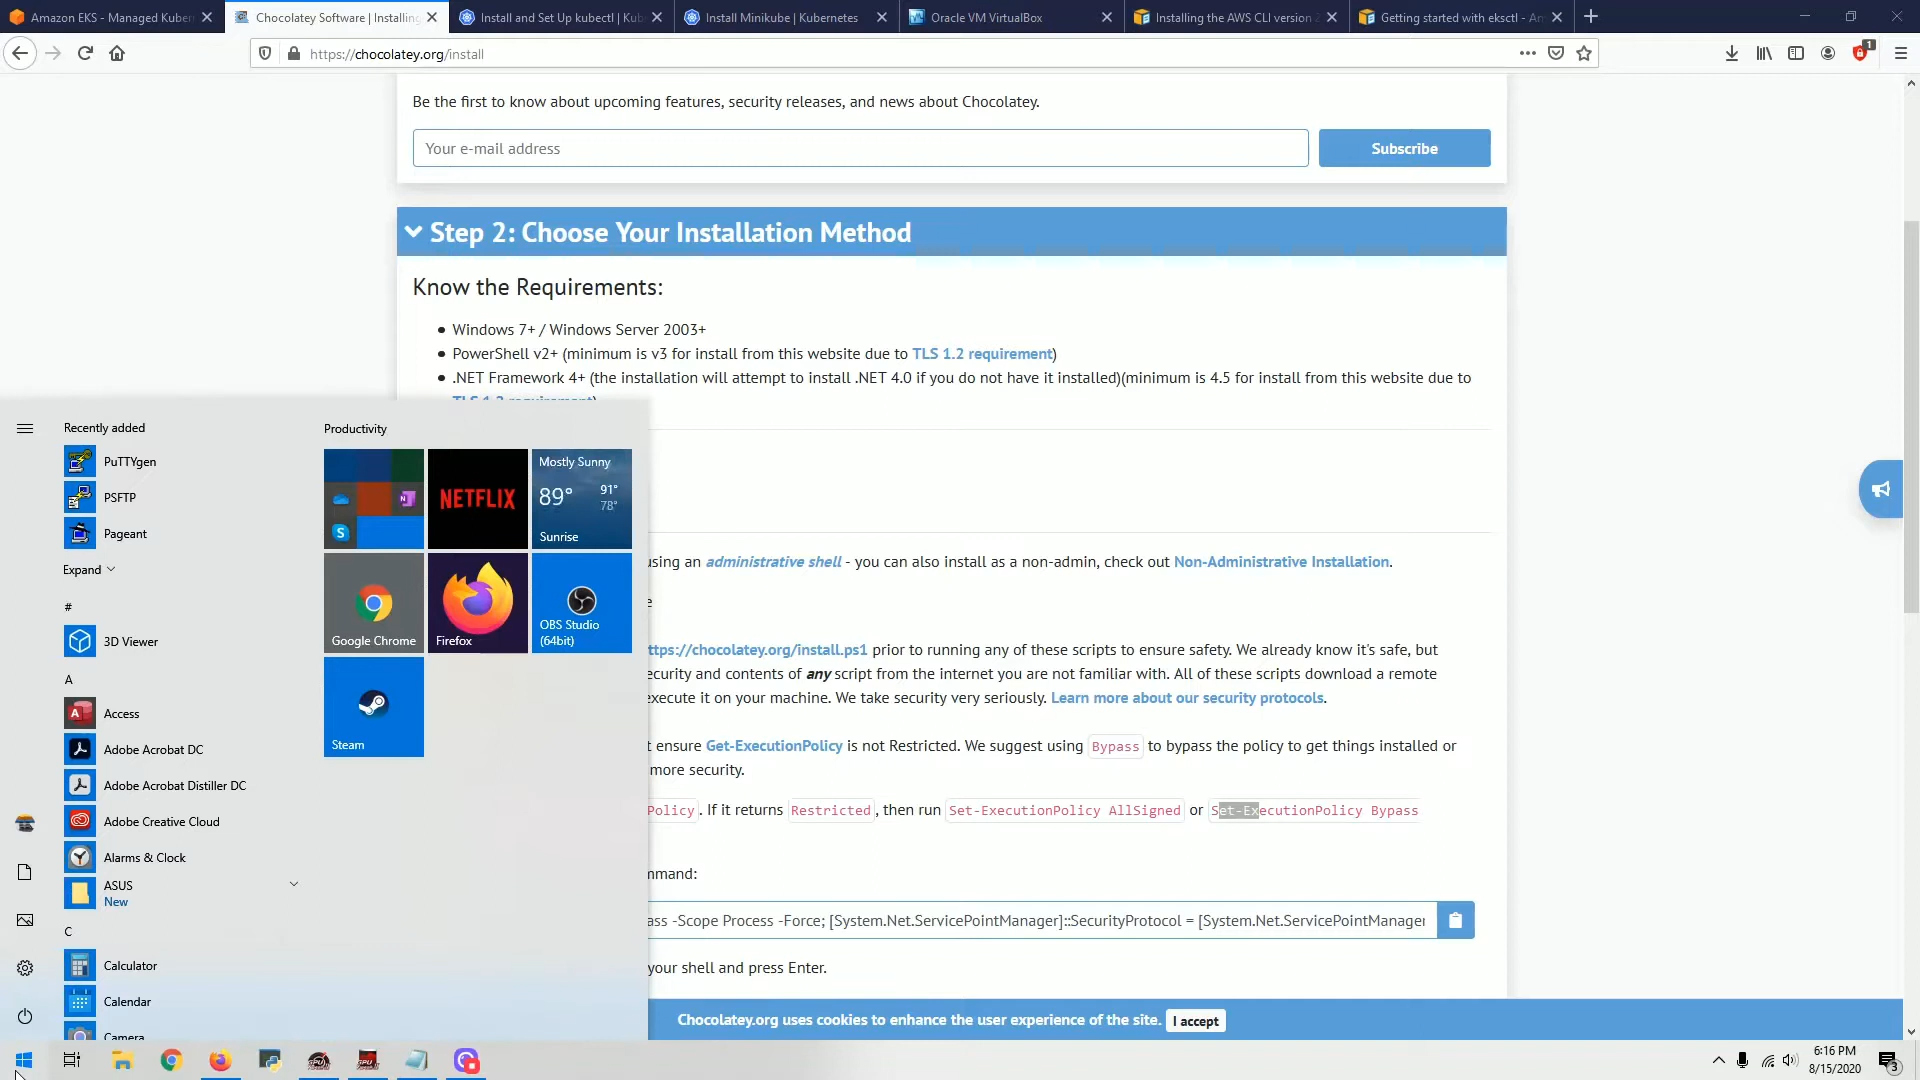 Amazon EKS - Managed Kuber
Chocolatey Software | Installing
Install and Set Up kubectl | Kub
Install Minikube | Kubernetes
Oracle VM VirtualBox
Installing the AWS CLI version 2
Getting started with eksctl - Am
https://chocolatey.org/install
1
Be the first to know about upcoming features, security releases, and news about Chocolatey.
Your e-mail address
Subscribe
Step 2: Choose Your Installation Method
Know the Requirements:
Windows 7+ / Windows Server 2003+
PowerShell v2+ (minimum is v3 for install from this website due to TLS 1.2 requirement)
.NET Framework 4+ (the installation will attempt to install .NET 4.0 if you do not have it installed)(minimum is 4.5 for install from this website due to
TLS 1.2 requirement)
Recently added
PuTTYgen
PSFTP
Pageant
Expand
#
3D Viewer
A
Access
Adobe Acrobat DC
Adobe Acrobat Distiller DC
Adobe Creative Cloud
Alarms & Clock
ASUS
New
C
Calculator
Calendar
Camera
Productivity
NETFLIX
Mostly Sunny
89°
91°
78°
Sunrise
Google Chrome
Firefox
OBS Studio
(64bit)
Steam
using an administrative shell - you can also install as a non-admin, check out Non-Administrative Installation.
e
ttps://chocolatey.org/install.ps1 prior to running any of these scripts to ensure safety. We already know it's safe, but
ecurity and contents of any script from the internet you are not familiar with. All of these scripts download a remote
execute it on your machine. We take security very seriously. Learn more about our security protocols.
t ensure Get-ExecutionPolicy is not Restricted. We suggest using Bypass to bypass the policy to get things installed or
more security.
Policy. If it returns Restricted, then run Set-ExecutionPolicy AllSigned or Set-ExecutionPolicy Bypass
mmand:
ass -Scope Process -Force; [System.Net.ServicePointManager]::SecurityProtocol = [System.Net.ServicePointManager
your shell and press Enter.
Chocolatey.org uses cookies to enhance the user experience of the site.
I accept
6:16 PM
8/15/2020
3